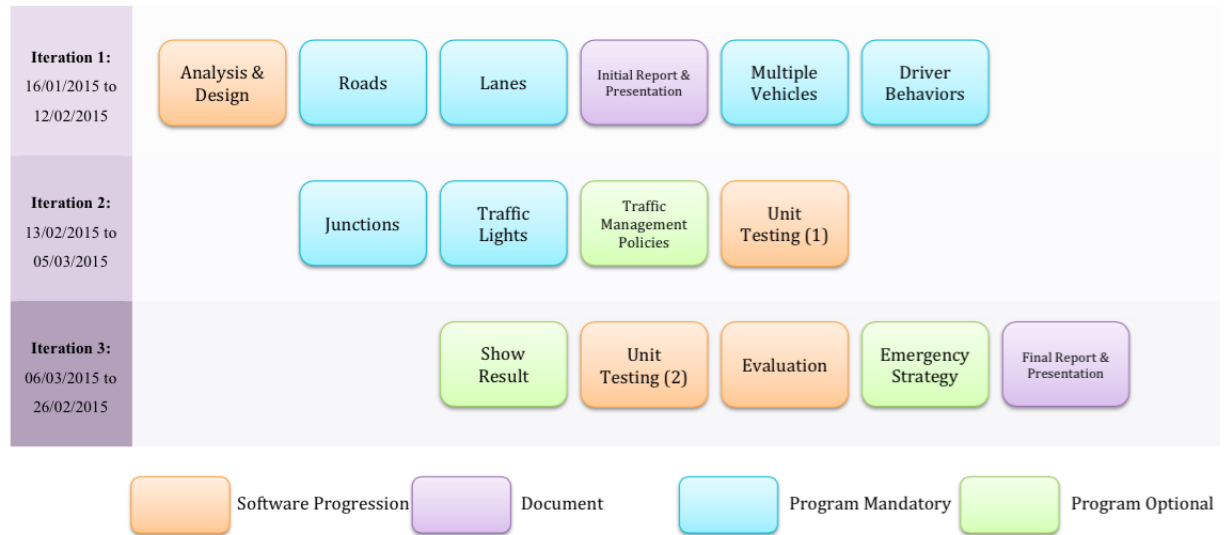 Iteration 1:
16/01/2015 to
12/02/2015
Analysis &
Design
Roads
Lanes
Initial Report &
Presentation
Multiple
Vehicles
Driver
Behaviors
Iteration 2:
13/02/2015 to
05/03/2015
Junctions
Traffic
Lights
Traffic
Management
Policies
Unit
Testing (1)
Iteration 3:
06/03/2015 to
26/02/2015
Show
Result
Unit
Testing (2)
Evaluation
Emergency
Strategy
Final Report &
Presentation
Software Progression
Document
Program Mandatory
Program Optional